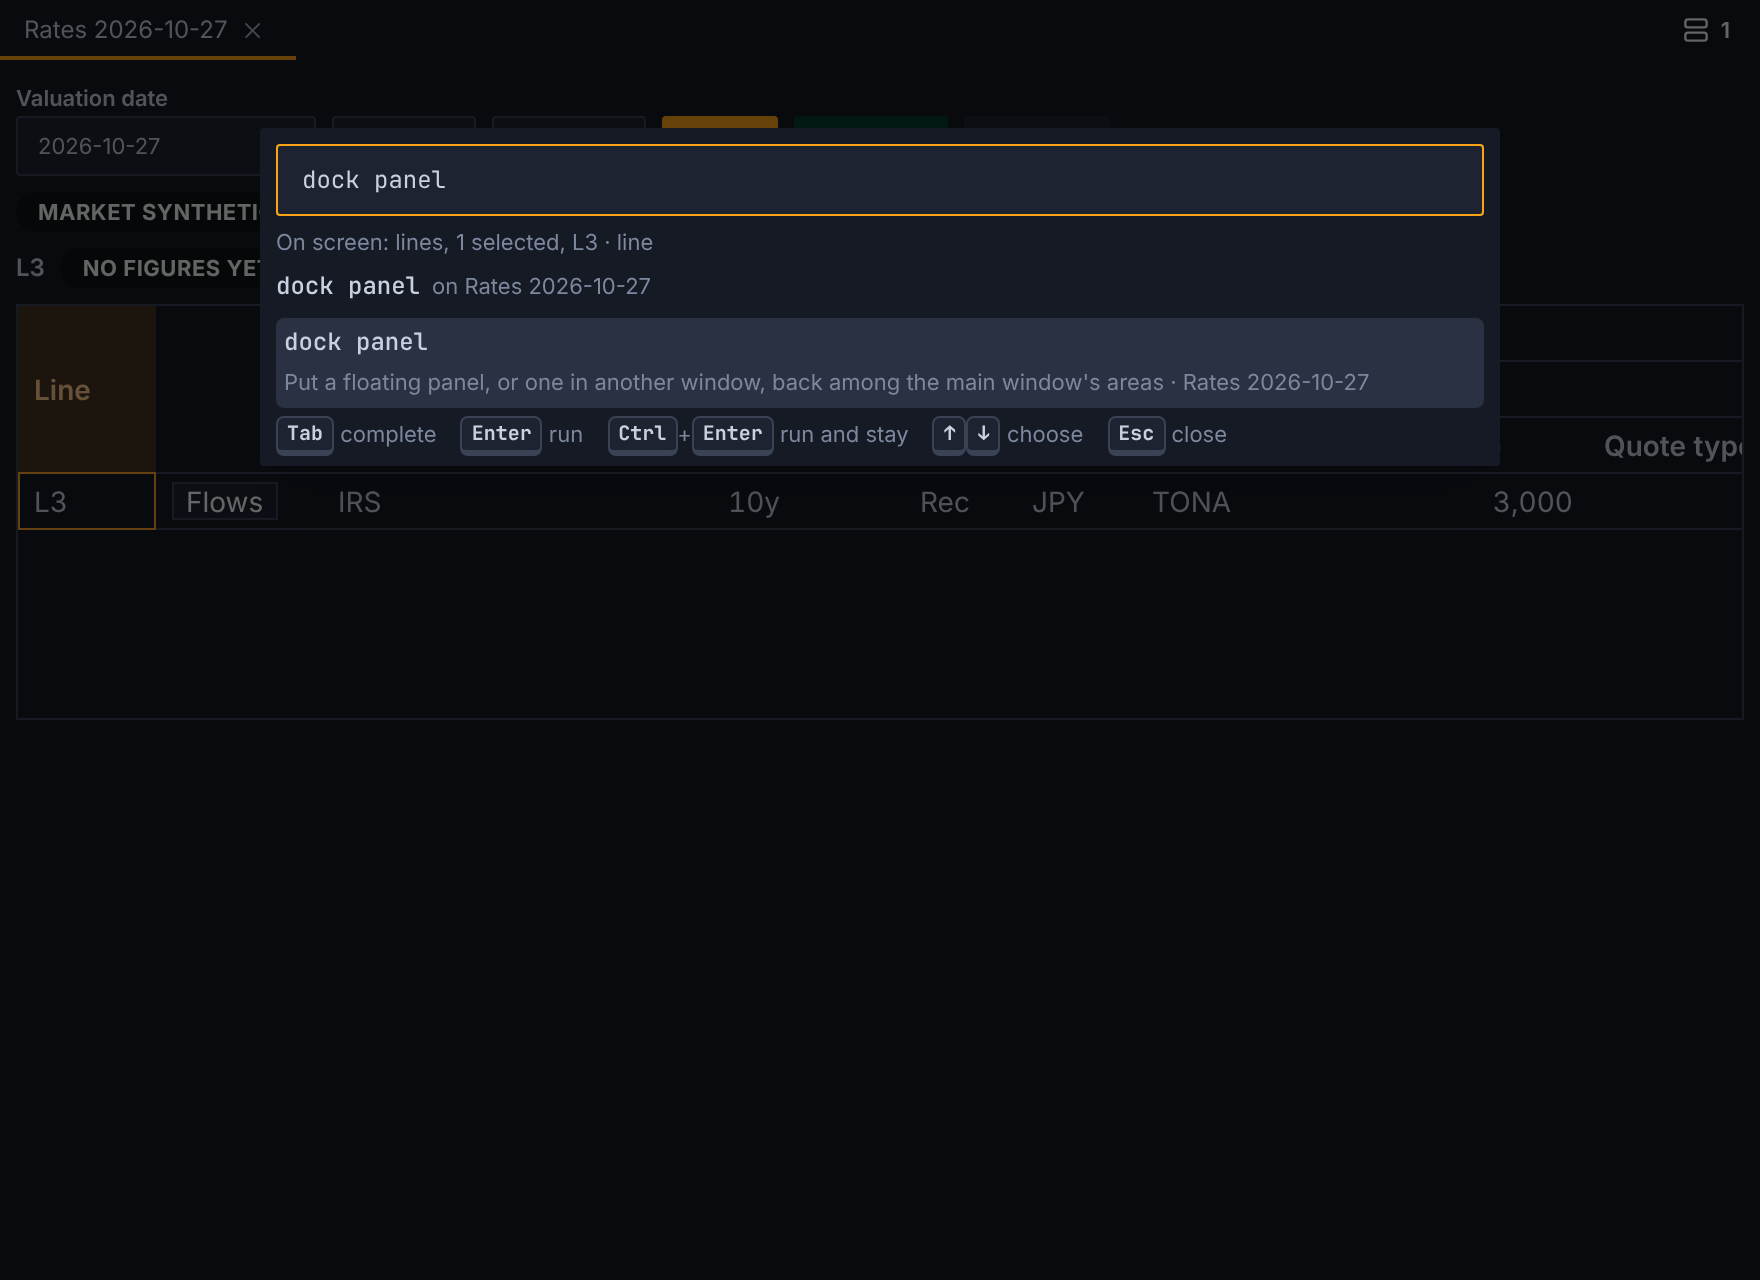 Rates 2026-10-27
1
Valuation date
2026-10-27
dock panel
MARKET
On screen: lines, 1 selected, L3 · line
L3 NO FIGURES
dock panel on Rates 2026-10-27
dock panel
Put a floating panel, or one in another window, back among the main window's areas · Rates 2026-10-27
Line
Tab complete Enter run Ctrl+Enter run and stay ↑ ↓ choose Esc close
Quote type
L3 Flows IRS 10y Rec JPY TONA 3,000